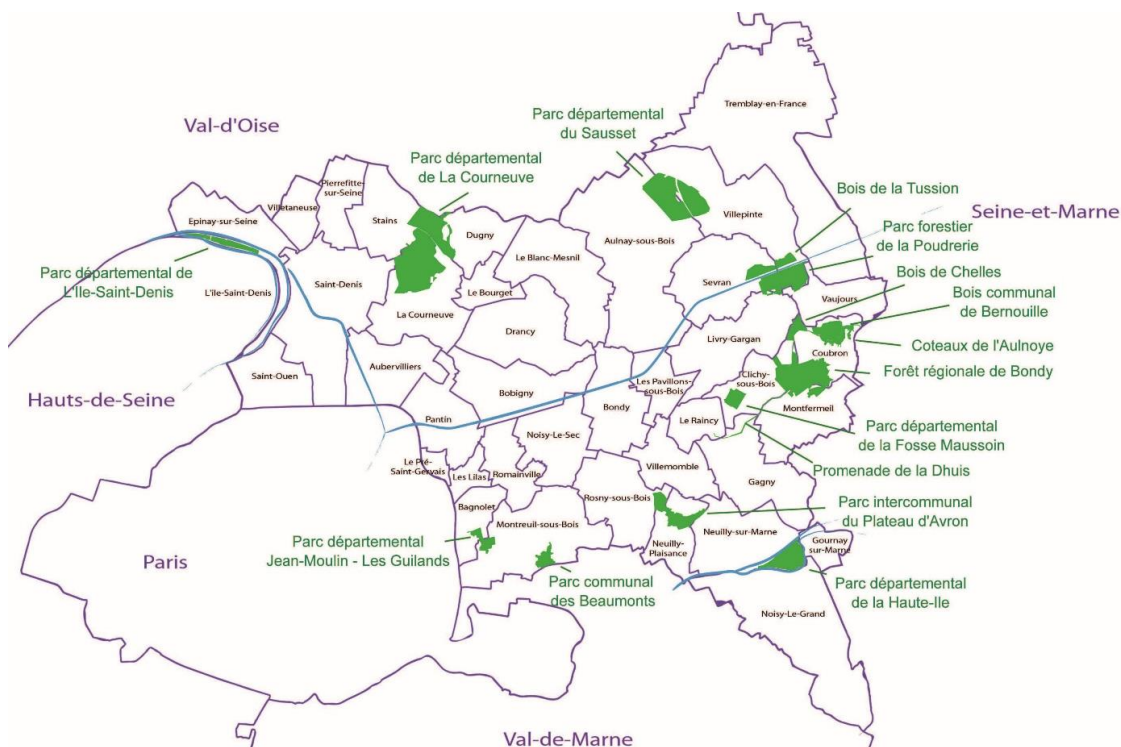 Tremblay-en-France
Parc départemental
du Sausset
Val-d'Oise
Parc départemental
de La Courneuve
Pierrefitte-
sur-Seine
Villetaneuse
Epinay-sur-Seine
Stains
Dugny
Villepinte
Bois de la Tussion
Seine-et-Marne
Parc forestier
de la Poudrerie
Aulnay-sous-Bois
Le Blanc-Mesnil
Parc départemental de
L'Ile-Saint-Denis
L'île-Saint-Denis
Saint-Denis
Le Bourget
Sevran
Bois de Chelles
Vaujours
Bois communal
de Bernouille
La Courneuve
Drancy
Livry-Gargan
Coubron
Coteaux de l'Aulnoye
Forêt régionale de Bondy
Saint-Ouen
Aubervilliers
Hauts-de-Seine
Bobigny
Les Pavillons-
sous-Bois
Clichy-
sous-Bois
Montfermeil
Pantin
Bondy
Le Raincy
Parc départemental
de la Fosse Maussoin
Noisy-Le-Sec
Le Pré-
Saint-Gervais
Les Lilas
Romainville
Villemomble
Promenade de la Dhuis
Gagny
Bagnolet
Rosny-sous-Bois
Montreuil-sous-Bois
Parc intercommunal
du Plateau d'Avron
Neuilly-sur-Marne
Gournay
sur-Marne
Neuilly-
Plaisance
Paris
Parc départemental
Jean-Moulin - Les Guilands
Parc communal
des Beaumonts
Parc départemental
de la Haute-Ile
Noisy-Le-Grand
Val-de-Marne